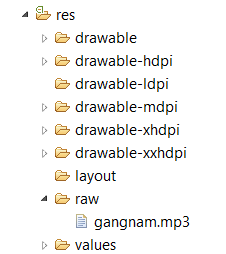 res
drawable
drawable-hdpi
drawable-ldpi
drawable-mdpi
drawable-xhdpi
drawable-xxhdpi
layout
raw
gangnam.mp3
values